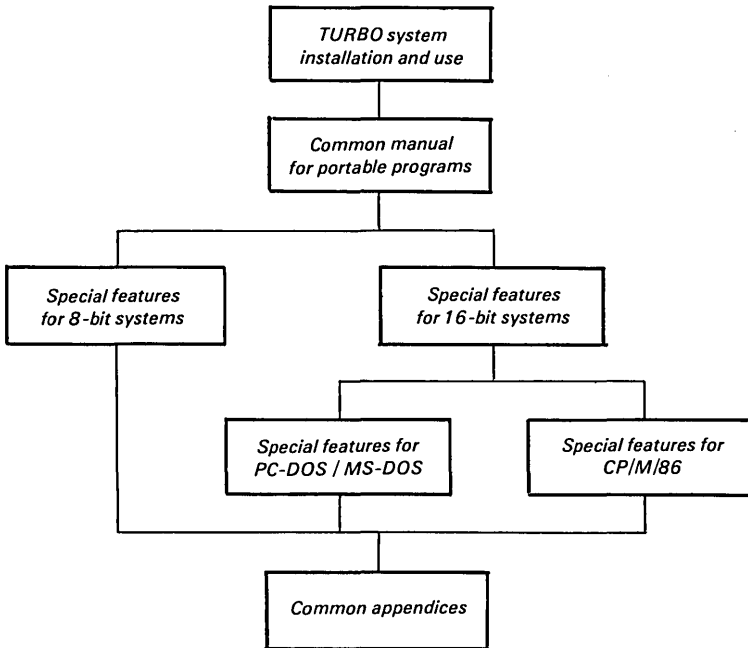 TURBO system
installation and use
Common manual
for portable programs
Special features
for 8-bit systems
Special features
for 16-bit systems
Special features for
PC-DOS / MS-DOS
Special features for
CP/M/86
Common appendices